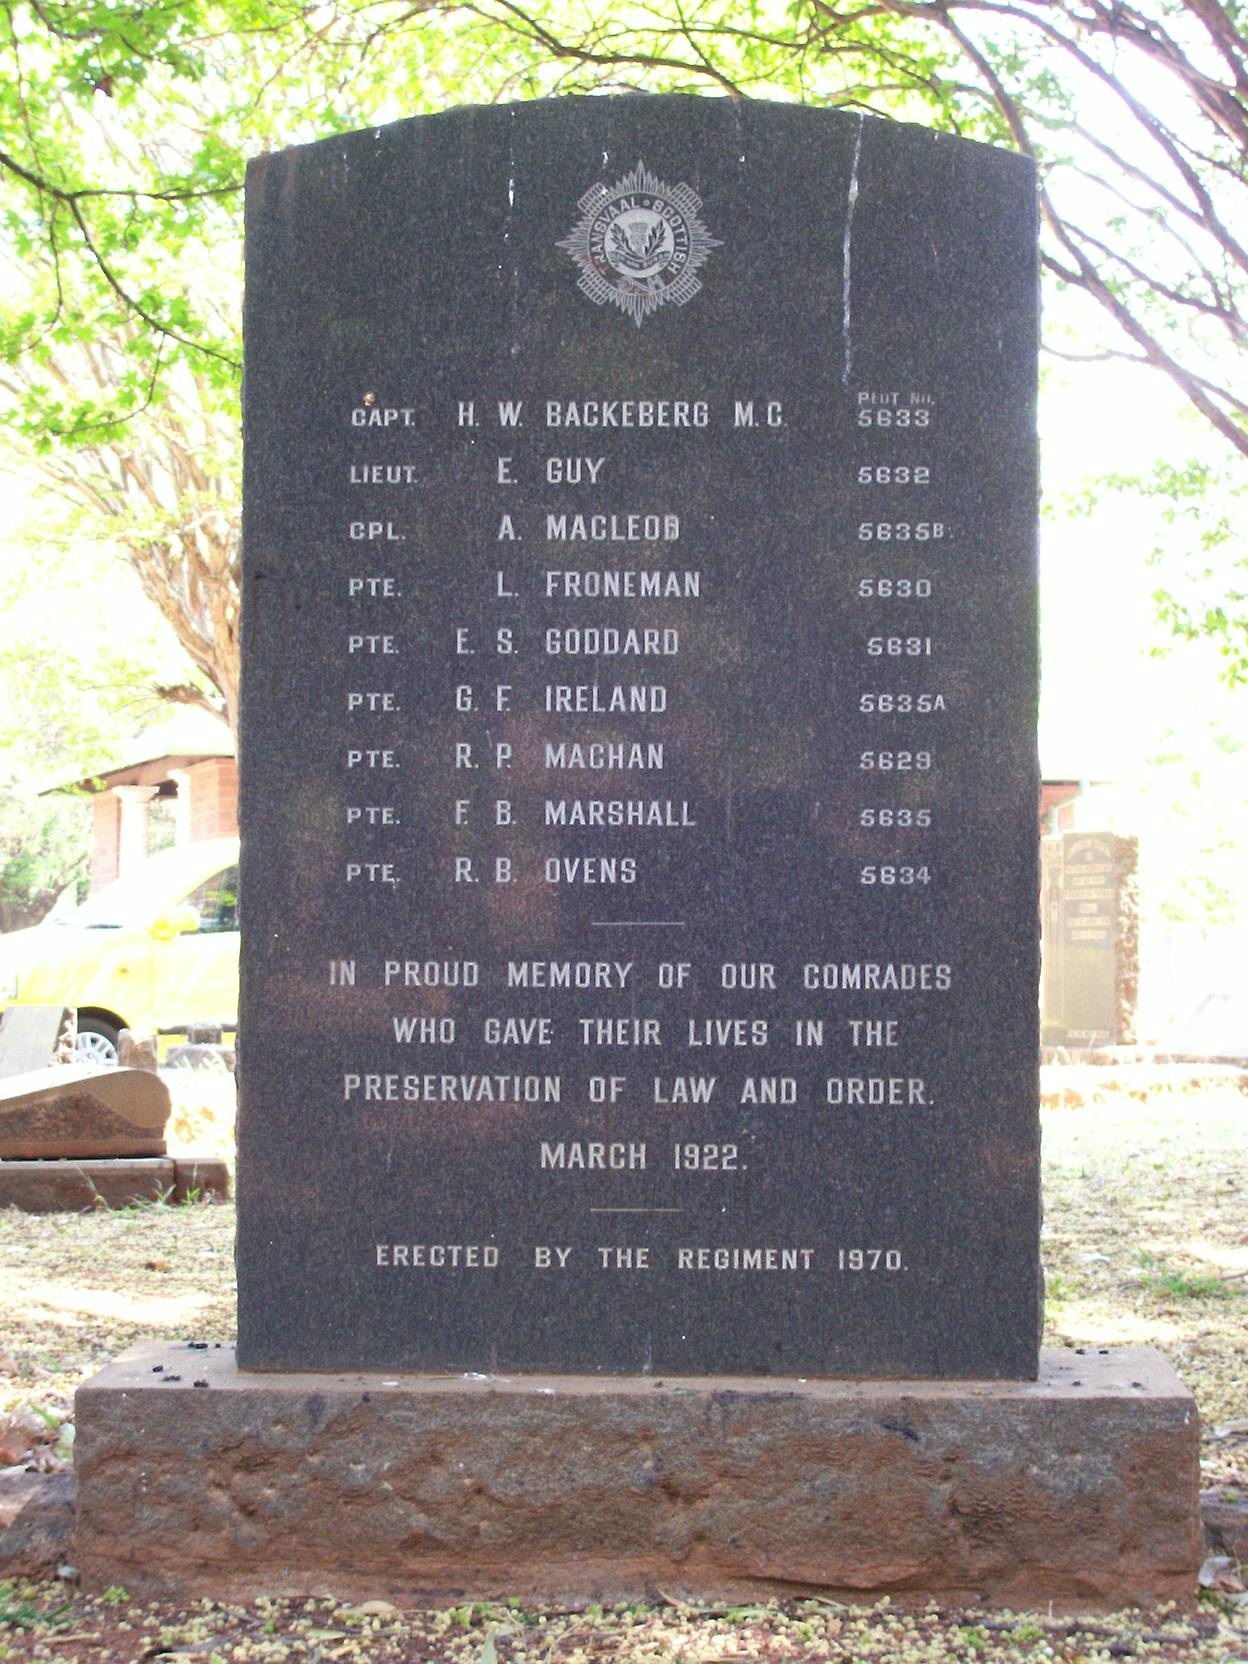 TRANSVAAL • SCOTTISH
PLOT No.
CAPT. H. W. BACKEBERG M.C. 5633
LIEUT. E. GUY 5632
CPL. A. MACLEOD 5635B.
PTE. L. FRONEMAN 5630
PTE. E. S. GODDARD 5631
PTE. G. F. IRELAND 5635A
PTE. R. P. MACHAN 5629
PTE. F. B. MARSHALL 5635
PTE. R. B. OVENS 5634
IN PROUD MEMORY OF OUR COMRADES
WHO GAVE THEIR LIVES IN THE
PRESERVATION OF LAW AND ORDER.
MARCH 1922.
ERECTED BY THE REGIMENT 1970.